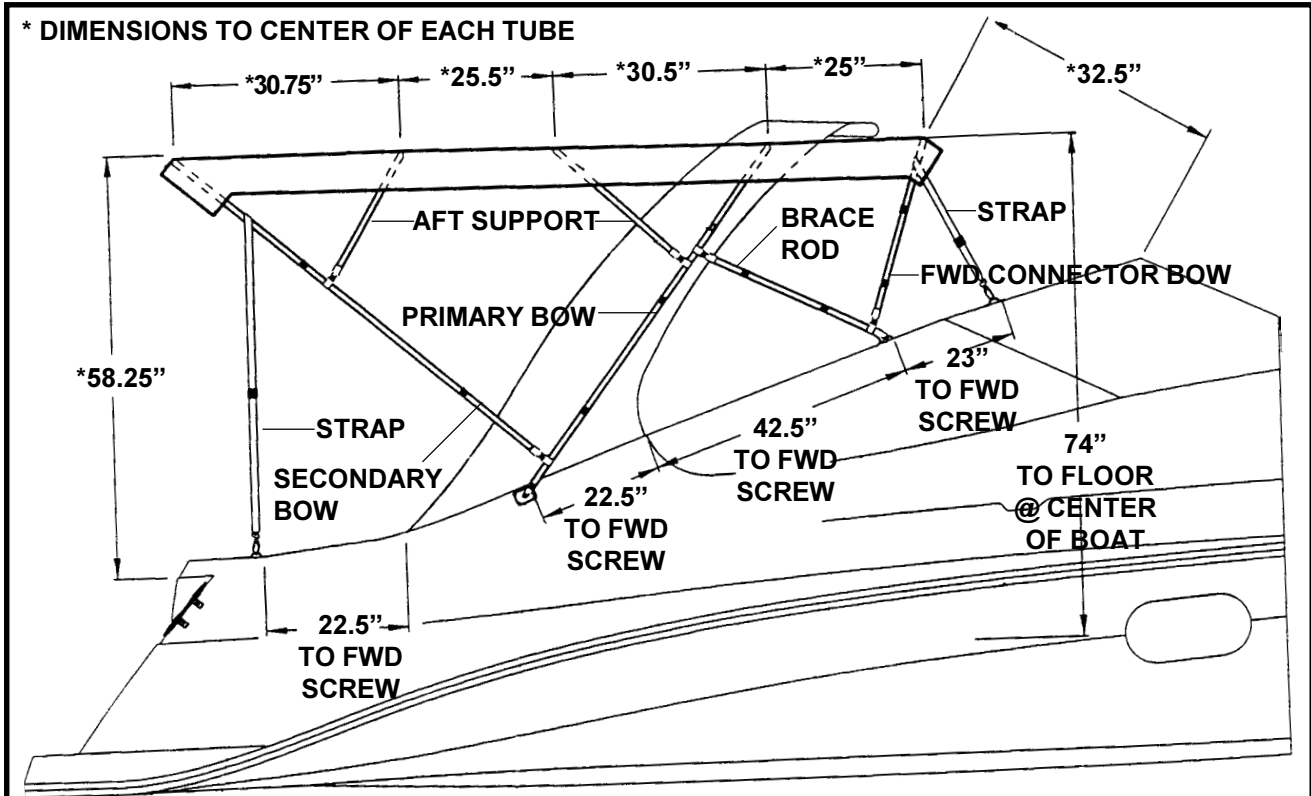 * DIMENSIONS TO CENTER OF EACH TUBE
*30.75”
*25.5”
*30.5”
*25”
*32.5”
AFT SUPPORT
BRACE
ROD
STRAP
FWD CONNECTOR BOW
PRIMARY BOW
*58.25”
STRAP
SECONDARY
BOW
23”
TO FWD
SCREW
42.5”
TO FWD
SCREW
22.5”
TO FWD
SCREW
74”
TO FLOOR
@ CENTER
OF BOAT
22.5”
TO FWD
SCREW